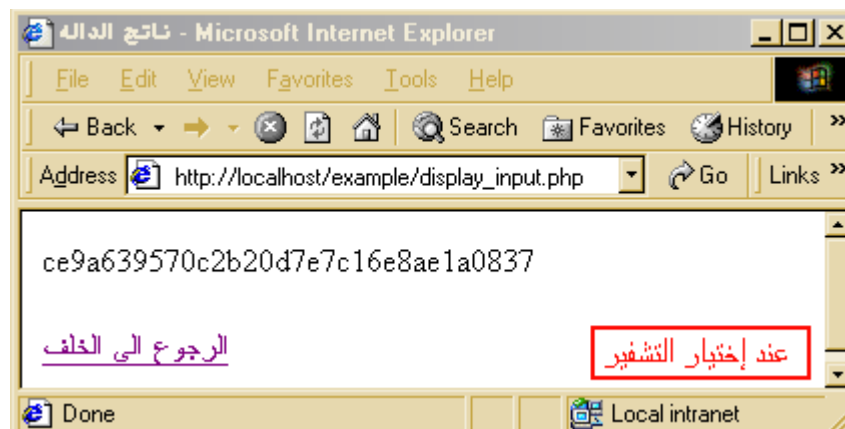 ناتج الداله - Microsoft Internet Explorer
File Edit View Favorites Tools Help
Back Search Favorites History »
Address http://localhost/example/display_input.php Go Links »
ce9a639570c2b20d7e7c16e8ae1a0837
الرجوع الى الخلف
عند إختيار التشفير
Done Local intranet